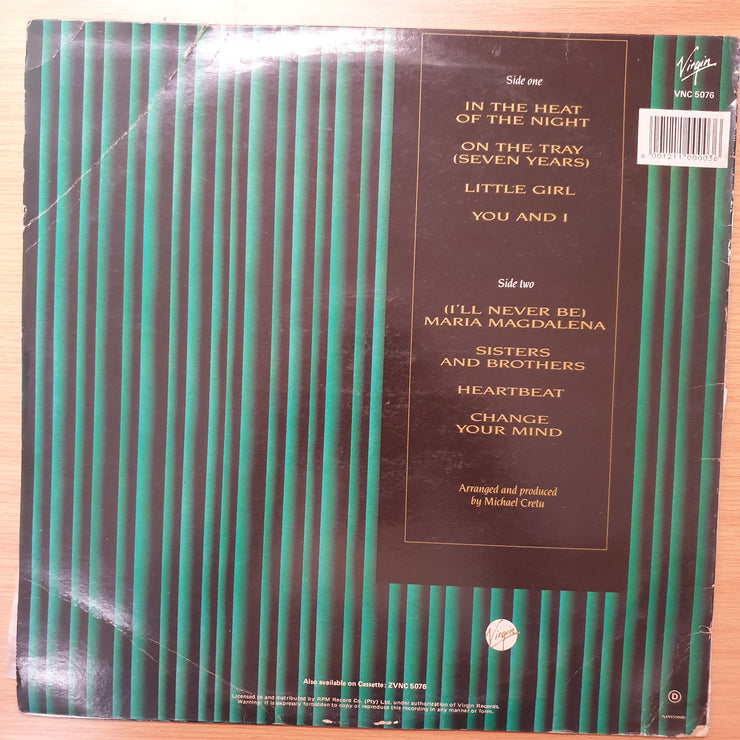 Side one
IN THE HEAT
OF THE NIGHT
ON THE TRAY
(SEVEN YEARS)
LITTLE GIRL
YOU AND I
Side two
(I'LL NEVER BE)
MARIA MAGDALENA
SISTERS
AND BROTHERS
HEARTBEAT
CHANGE
YOUR MIND
Arranged and produced
by Michael Cretu
Virgin
VNC 5076
6 001211 000036
Virgin
Also available on Cassette: ZVNC 5076
Licensed to and distributed by RPM Record Co. (Pty) Ltd. under authorization of Virgin Records.
Warning: It is expressly forbidden to copy or reproduce this recording in any manner or form.
D